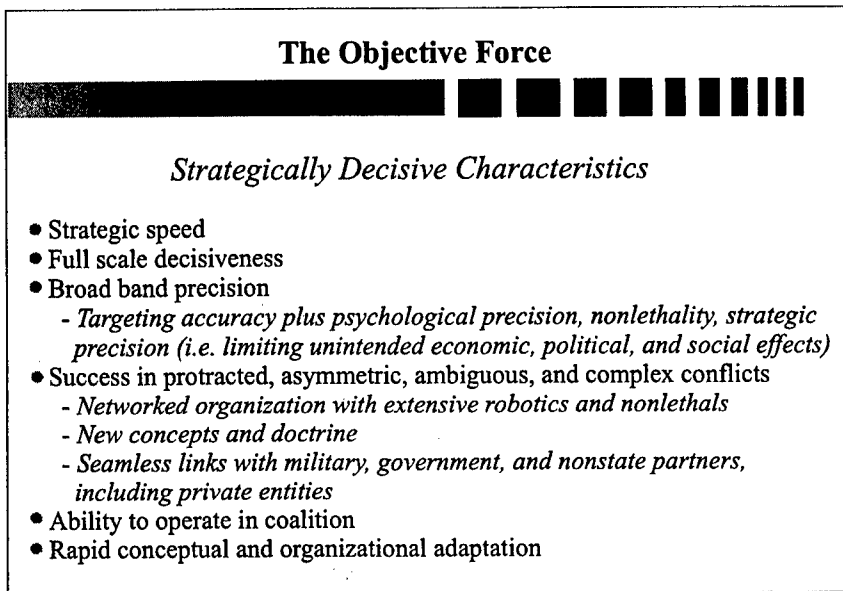 The Objective Force
Strategically Decisive Characteristics
• Strategic speed
• Full scale decisiveness
• Broad band precision
- Targeting accuracy plus psychological precision, nonlethality, strategic
precision (i.e. limiting unintended economic, political, and social effects)
• Success in protracted, asymmetric, ambiguous, and complex conflicts
- Networked organization with extensive robotics and nonlethals
- New concepts and doctrine
- Seamless links with military, government, and nonstate partners,
including private entities
• Ability to operate in coalition
• Rapid conceptual and organizational adaptation